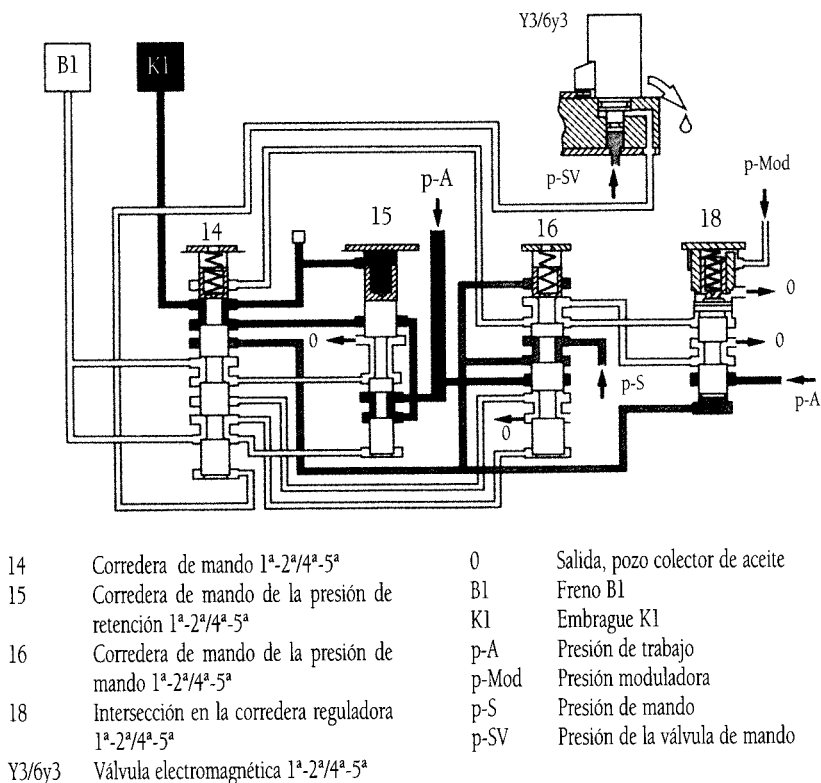 Y3/6y3
B1
K1
p-SV
p-Mod
p-A
14
15
16
18
0
0
0
p-S
p-A
0
14 Corredera de mando 1ª-2ª/4ª-5ª
15 Corredera de mando de la presión de
retención 1ª-2ª/4ª-5ª
16 Corredera de mando de la presión de
mando 1ª-2ª/4ª-5ª
18 Intersección en la corredera reguladora
1ª-2ª/4ª-5ª
Y3/6y3 Válvula electromagnética 1ª-2ª/4ª-5ª
0 Salida, pozo colector de aceite
B1 Freno B1
K1 Embrague K1
p-A Presión de trabajo
p-Mod Presión moduladora
p-S Presión de mando
p-SV Presión de la válvula de mando